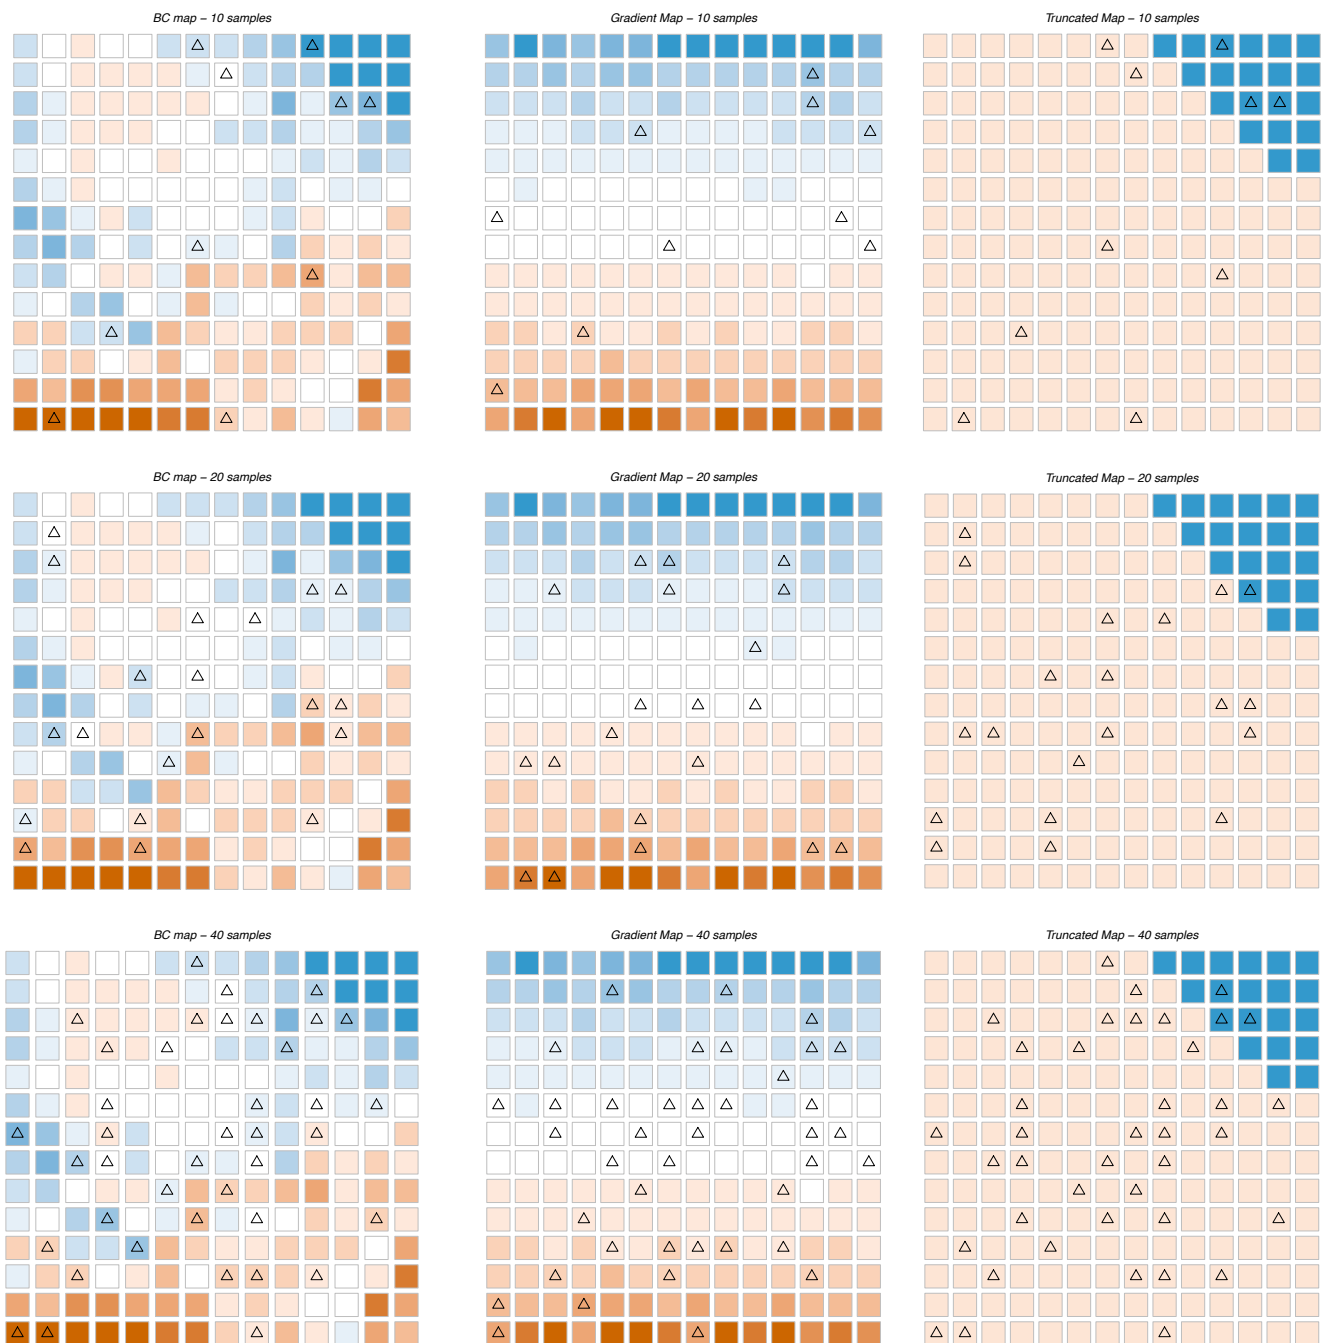 BC map – 10 samples
Gradient Map – 10 samples
Truncated Map – 10 samples
BC map – 20 samples
Gradient Map – 20 samples
Truncated Map – 20 samples
BC map – 40 samples
Gradient Map – 40 samples
Truncated Map – 40 samples